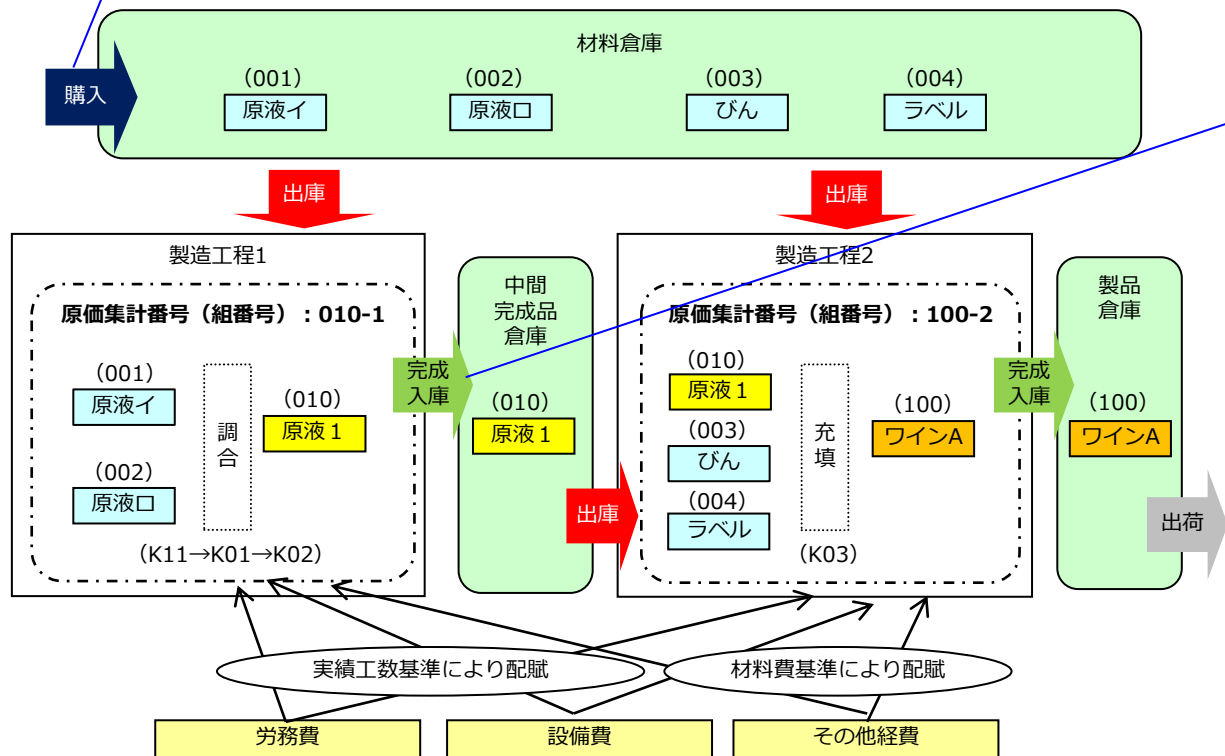 材料倉庫
購入
(001)
原液イ
(002)
原液ロ
(003)
びん
(004)
ラベル
出庫
出庫
製造工程1
原価集計番号（組番号）：010-1
(001)
原液イ
(002)
原液ロ
調合
(010)
原液１
(K11→K01→K02)
完成
入庫
中間
完成品
倉庫
(010)
原液１
出庫
製造工程2
原価集計番号（組番号）：100-2
(010)
原液１
(003)
びん
(004)
ラベル
充填
(100)
ワインA
(K03)
完成
入庫
製品
倉庫
(100)
ワインA
出荷
実績工数基準により配賦
材料費基準により配賦
労務費
設備費
その他経費